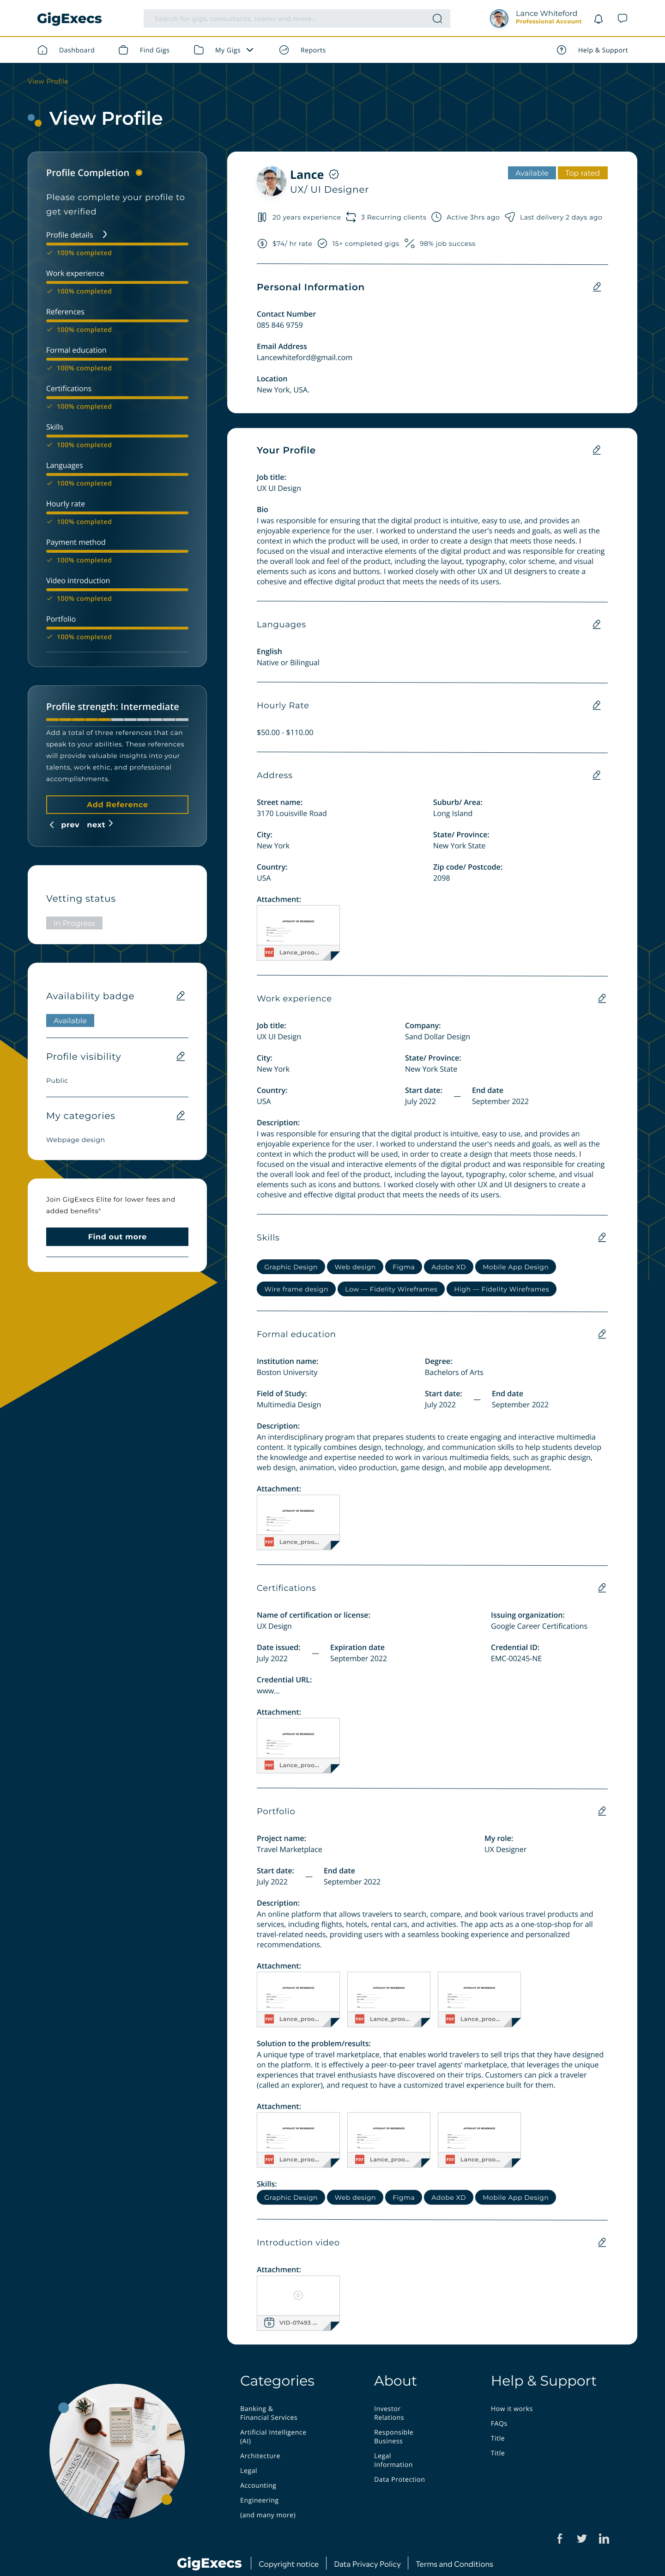 GigExecs
Search for gigs, consultants, teams and more...
Lance Whiteford
Professional Account
Dashboard
Find Gigs
My Gigs
Reports
Help & Support
View Profile
View Profile
Profile Completion
Please complete your profile to
get verified
Profile details
100% completed
Work experience
100% completed
References
100% completed
Formal education
100% completed
Certifications
100% completed
Skills
100% completed
Languages
100% completed
Hourly rate
100% completed
Payment method
100% completed
Video introduction
100% completed
Portfolio
100% completed
Profile strength: Intermediate
Add a total of three references that can
speak to your abilities. These references
will provide valuable insights into your
talents, work ethic, and professional
accomplishments.
Add Reference
prev next
Vetting status
In Progress
Availability badge
Available
Profile visibility
Public
My categories
Webpage design
Join GigExecs Elite for lower fees and
added benefits*
Find out more
Lance
UX/ UI Designer
Available
Top rated
20 years experience
3 Recurring clients
Active 3hrs ago
Last delivery 2 days ago
$74/ hr rate
15+ completed gigs
98% job success
Personal Information
Contact Number
085 846 9759
Email Address
Lancewhiteford@gmail.com
Location
New York, USA.
Your Profile
Job title:
UX UI Design
Bio
I was responsible for ensuring that the digital product is intuitive, easy to use, and provides an
enjoyable experience for the user. I worked to understand the user's needs and goals, as well as the
context in which the product will be used, in order to create a design that meets those needs. I
focused on the visual and interactive elements of the digital product and was responsible for creating
the overall look and feel of the product, including the layout, typography, color scheme, and visual
elements such as icons and buttons. I worked closely with other UX and UI designers to create a
cohesive and effective digital product that meets the needs of its users.
Languages
English
Native or Bilingual
Hourly Rate
$50.00 - $110.00
Address
Street name:
3170 Louisville Road
Suburb/ Area:
Long Island
City:
New York
State/ Province:
New York State
Country:
USA
Zip code/ Postcode:
2098
Attachment:
AFFIDAVIT OF RESIDENCE
PDF Lance_proo...
Work experience
Job title:
UX UI Design
Company:
Sand Dollar Design
City:
New York
State/ Province:
New York State
Country:
USA
Start date: — End date
July 2022 September 2022
Description:
I was responsible for ensuring that the digital product is intuitive, easy to use, and provides an
enjoyable experience for the user. I worked to understand the user's needs and goals, as well as the
context in which the product will be used, in order to create a design that meets those needs. I
focused on the visual and interactive elements of the digital product and was responsible for creating
the overall look and feel of the product, including the layout, typography, color scheme, and visual
elements such as icons and buttons. I worked closely with other UX and UI designers to create a
cohesive and effective digital product that meets the needs of its users.
Skills
Graphic Design Web design Figma Adobe XD Mobile App Design
Wire frame design Low — Fidelity Wireframes High — Fidelity Wireframes
Formal education
Institution name:
Boston University
Degree:
Bachelors of Arts
Field of Study:
Multimedia Design
Start date: — End date
July 2022 September 2022
Description:
An interdisciplinary program that prepares students to create engaging and interactive multimedia
content. It typically combines design, technology, and communication skills to help students develop
the knowledge and expertise needed to work in various multimedia fields, such as graphic design,
web design, animation, video production, game design, and mobile app development.
Attachment:
AFFIDAVIT OF RESIDENCE
PDF Lance_proo...
Certifications
Name of certification or license:
UX Design
Issuing organization:
Google Career Certifications
Date issued: — Expiration date
July 2022 September 2022
Credential ID:
EMC-00245-NE
Credential URL:
www...
Attachment:
AFFIDAVIT OF RESIDENCE
PDF Lance_proo...
Portfolio
Project name:
Travel Marketplace
My role:
UX Designer
Start date: — End date
July 2022 September 2022
Description:
An online platform that allows travelers to search, compare, and book various travel products and
services, including flights, hotels, rental cars, and activities. The app acts as a one-stop-shop for all
travel-related needs, providing users with a seamless booking experience and personalized
recommendations.
Attachment:
AFFIDAVIT OF RESIDENCE AFFIDAVIT OF RESIDENCE AFFIDAVIT OF RESIDENCE
PDF Lance_proo... PDF Lance_proo... PDF Lance_proo...
Solution to the problem/results:
A unique type of travel marketplace, that enables world travelers to sell trips that they have designed
on the platform. It is effectively a peer-to-peer travel agents' marketplace, that leverages the unique
experiences that travel enthusiasts have discovered on their trips. Customers can pick a traveler
(called an explorer), and request to have a customized travel experience built for them.
Attachment:
AFFIDAVIT OF RESIDENCE AFFIDAVIT OF RESIDENCE AFFIDAVIT OF RESIDENCE
PDF Lance_proo... PDF Lance_proo... PDF Lance_proo...
Skills:
Graphic Design Web design Figma Adobe XD Mobile App Design
Introduction video
Attachment:
VID-07493 ...
BUSINESS
Categories
Banking &
Financial Services
Artificial Intelligence
(AI)
Architecture
Legal
Accounting
Engineering
(and many more)
About
Investor
Relations
Responsible
Business
Legal
Information
Data Protection
Help & Support
How it works
FAQs
Title
Title
GigExecs
Copyright notice
Data Privacy Policy
Terms and Conditions